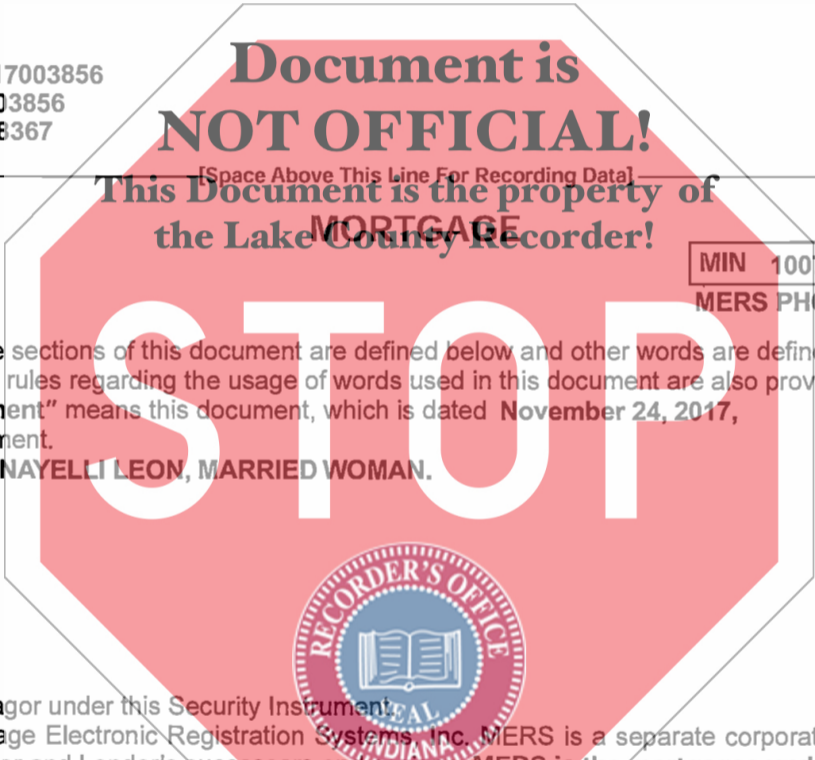 17003856
03856
8367
Document is
NOT OFFICIAL!
[Space Above This Line For Recording Data]
This Document is the property of
MORTGAGE
the Lake County Recorder!
MIN 100
MERS PH
sections of this document are defined below and other words are defin
rules regarding the usage of words used in this document are also prov
ent" means this document, which is dated November 24, 2017,
ment.
NAYELLI LEON, MARRIED WOMAN.
STOP
RECORDER'S OFFICE
SEAL
INDIANA
agor under this Security Instrument.
age Electronic Registration Systems, Inc. MERS is a separate corporat